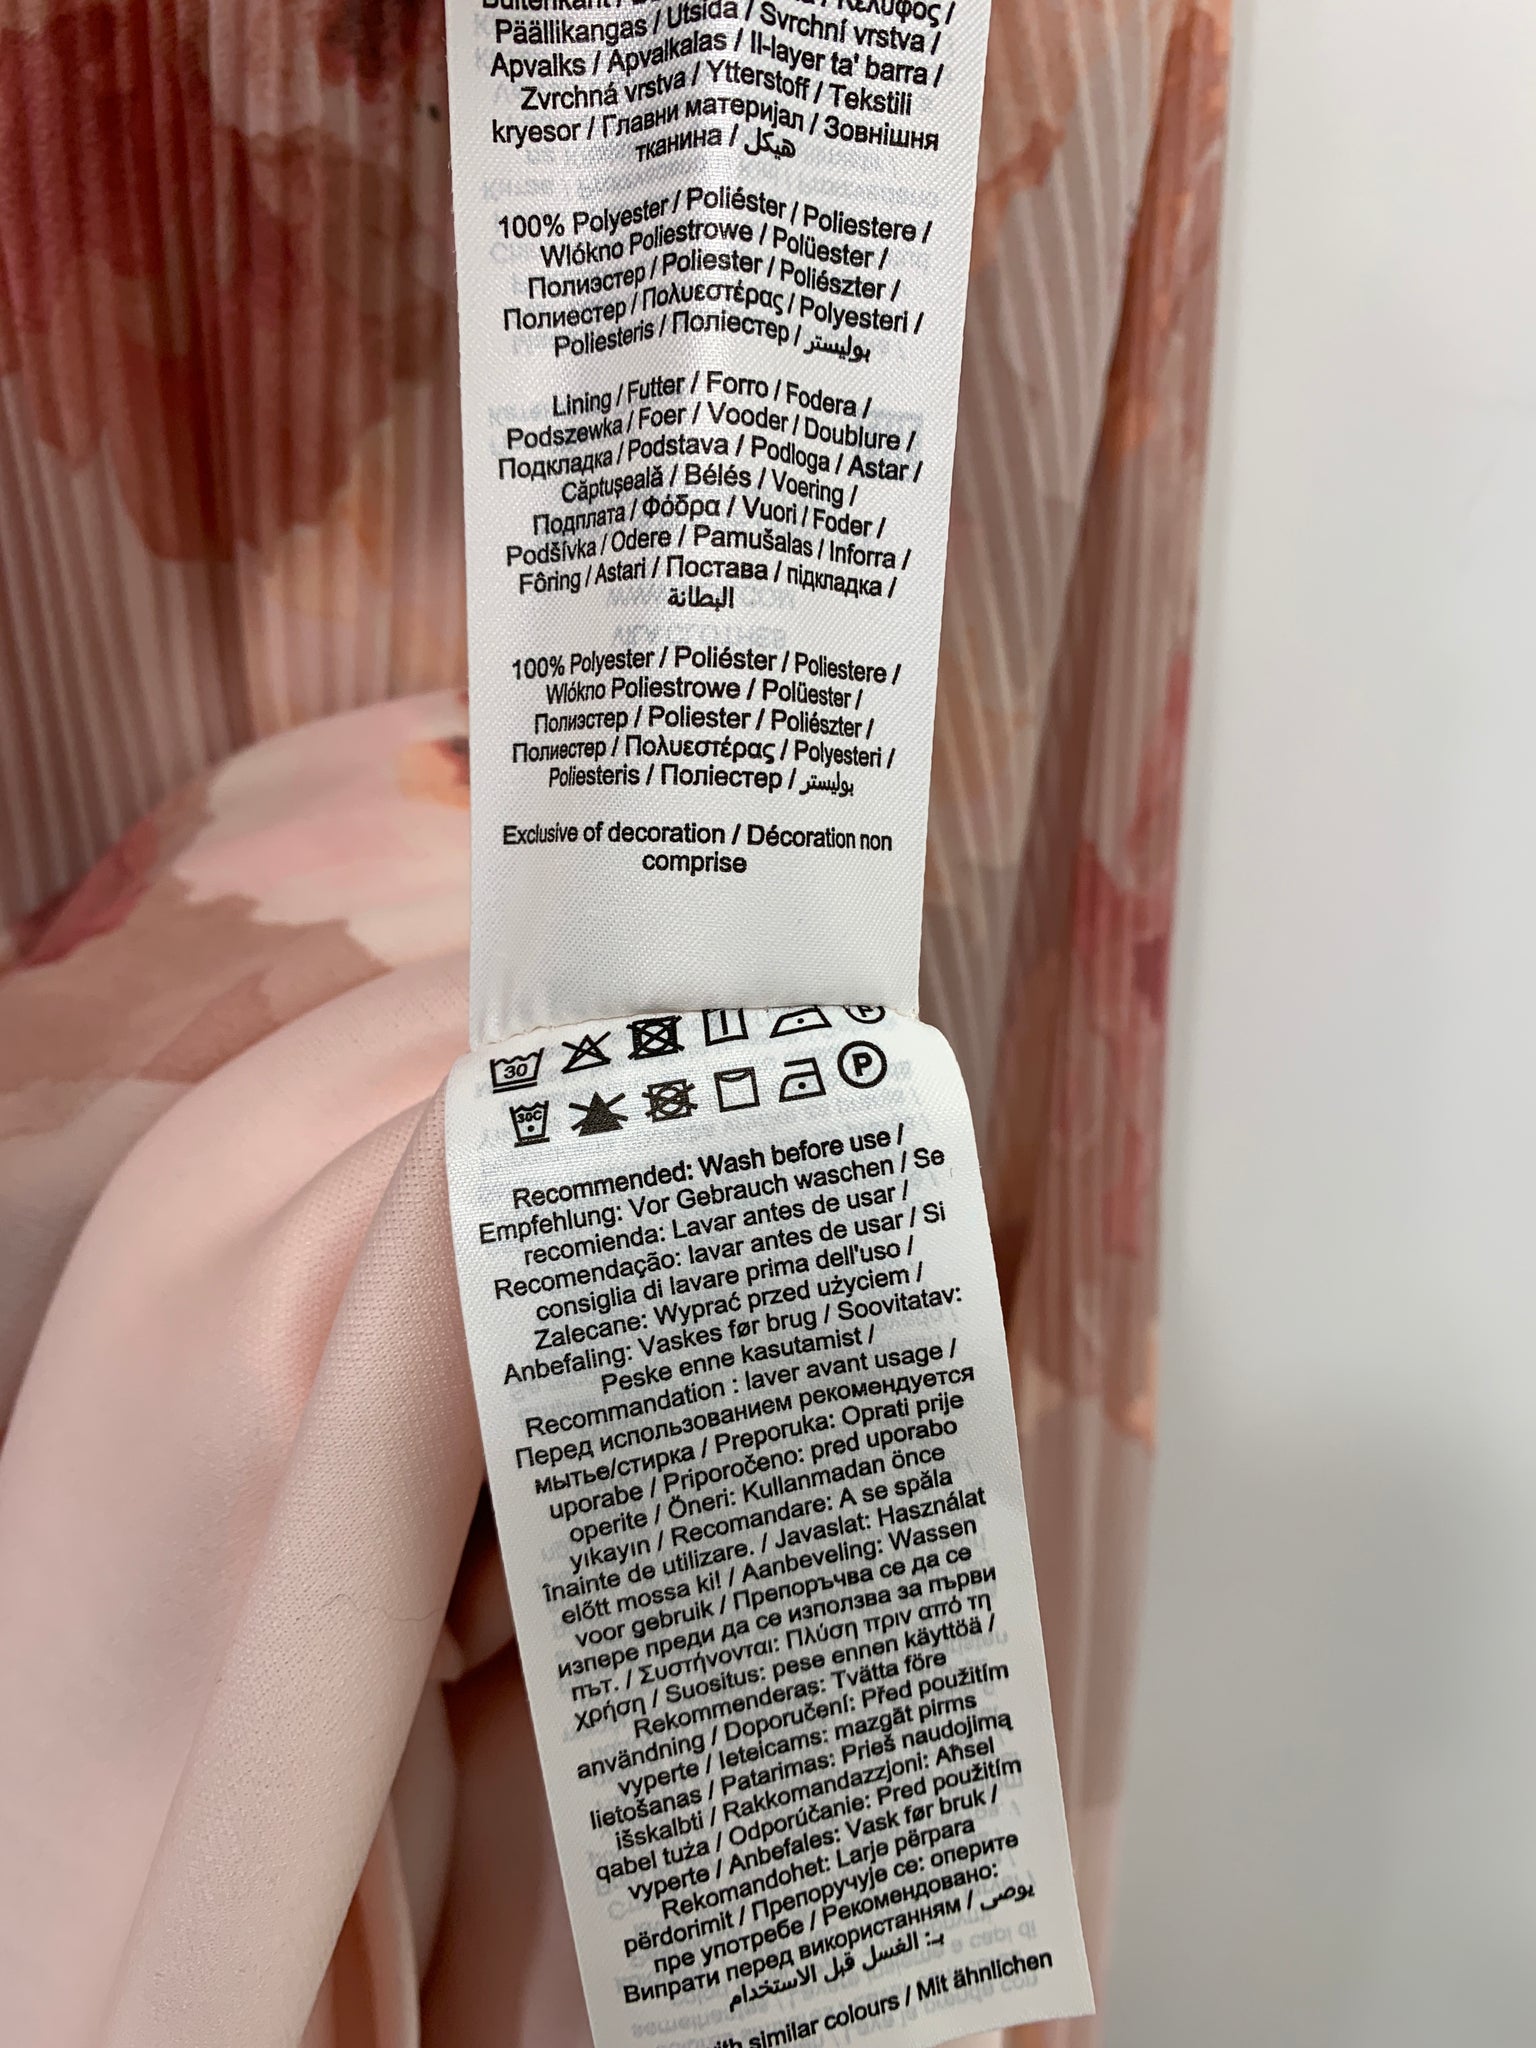 Päällikangas / Utsida / Svrchní vrstva /
Apvalks / Apvalkalas / Il-layer ta' barra /
Zvrchná vrstva / Ytterstoff / Tekstili
kryesor / Главни материјал / Зовнішня
тканина / هيكل
100% Polyester / Poliéster / Poliestere /
Wlókno Poliestrowe / Polüester /
Полиэстер / Poliester / Poliészter /
Полиестер / Πολυεστέρας / Polyesteri /
Poliesteris / Поліестер / بوليستر
Lining / Futter / Forro / Fodera /
Podszewka / Foer / Vooder / Doublure /
Подкладка / Podstava / Podloga / Astar /
Căptuşeală / Bélés / Voering /
Подплата / Φόδρα / Vuori / Foder /
Podšívka / Odere / Pamušalas / Inforra /
Fôring / Astari / Постава / підкладка /
البطانة
100% Polyester / Poliéster / Poliestere /
Wlókno Poliestrowe / Polüester /
Полиэстер / Poliester / Poliészter /
Полиестер / Πολυεστέρας / Polyesteri /
Poliesteris / Поліестер / بوليستر
Exclusive of decoration / Décoration non
comprise
30 P
30C P
Recommended: Wash before use /
Empfehlung: Vor Gebrauch waschen / Se
recomienda: Lavar antes de usar /
Recomendação: lavar antes de usar / Si
consiglia di lavare prima dell'uso /
Zalecane: Wyprać przed użyciem /
Anbefaling: Vaskes før brug / Soovitatav:
Peske enne kasutamist /
Recommandation : laver avant usage /
Перед использованием рекомендуется
мытье/стирка / Preporuka: Oprati prije
uporabe / Priporočeno: pred uporabo
operite / Öneri: Kullanmadan önce
yıkayın / Recomandare: A se spăla
înainte de utilizare. / Javaslat: Használat
előtt mossa ki! / Aanbeveling: Wassen
voor gebruik / Препоръчва се да се
изпере преди да се използва за първи
път. / Συστήνονται: Πλύση πριν από τη
χρήση / Suositus: pese ennen käyttöä /
Rekommenderas: Tvätta före
användning / Doporučení: Před použitím
vyperte / Ieteicams: mazgāt pirms
lietošanas / Patarimas: Prieš naudojimą
išskalbti / Rakkomandazzjoni: Aħsel
qabel tuża / Odporúčanie: Pred použitím
vyperte / Anbefales: Vask før bruk /
Rekomandohet: Larje përpara
përdorimit / Препоручује се: оперите
пре употребе / Рекомендовано:
Випрати перед використанням / يوصى
بـ: الغسل قبل الاستخدام
similar colours / Mit ähnlichen